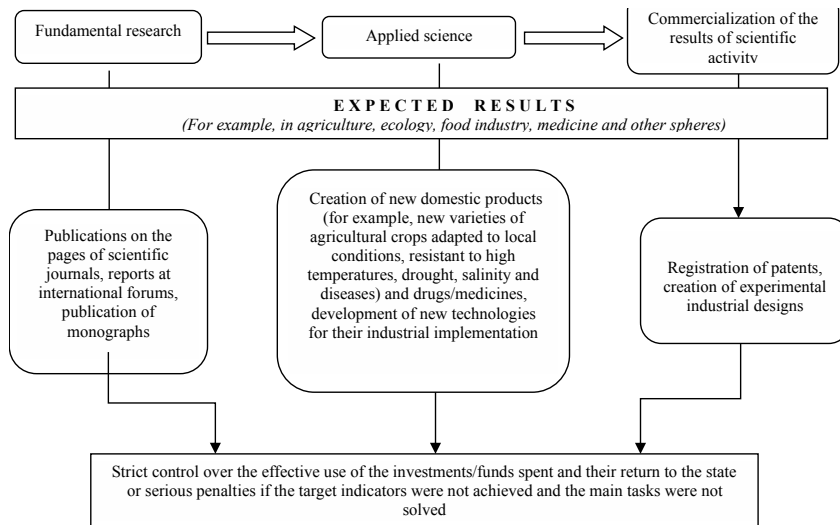 Fundamental research
Applied science
Commercialization of the
results of scientific
activity
EXPECTED RESULTS
(For example, in agriculture, ecology, food industry, medicine and other spheres)
Publications on the
pages of scientific
journals, reports at
international forums,
publication of
monographs
Creation of new domestic products
(for example, new varieties of
agricultural crops adapted to local
conditions, resistant to high
temperatures, drought, salinity and
diseases) and drugs/medicines,
development of new technologies
for their industrial implementation
Registration of patents,
creation of experimental
industrial designs
Strict control over the effective use of the investments/funds spent and their return to the state
or serious penalties if the target indicators were not achieved and the main tasks were not
solved